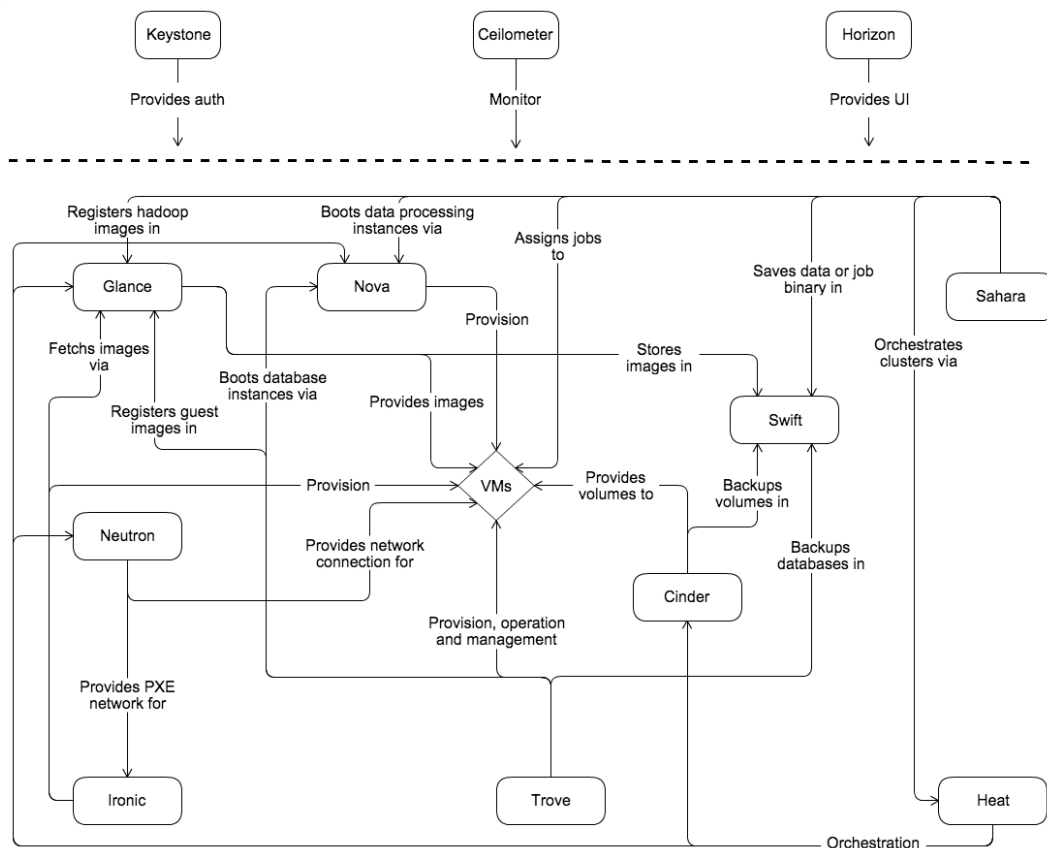 Keystone
Ceilometer
Horizon
Provides auth
Monitor
Provides UI
Registers hadoop
images in
Boots data processing
instances via
Assigns jobs
to
Saves data or job
binary in
Glance
Nova
Sahara
Provision
Fetchs images
via
Boots database
instances via
Stores
images in
Orchestrates
clusters via
Provides images
Registers guest
images in
Swift
Provision
VMs
Provides
volumes to
Backups
volumes in
Neutron
Provides network
connection for
Backups
databases in
Cinder
Provision, operation
and management
Provides PXE
network for
Ironic
Trove
Heat
Orchestration